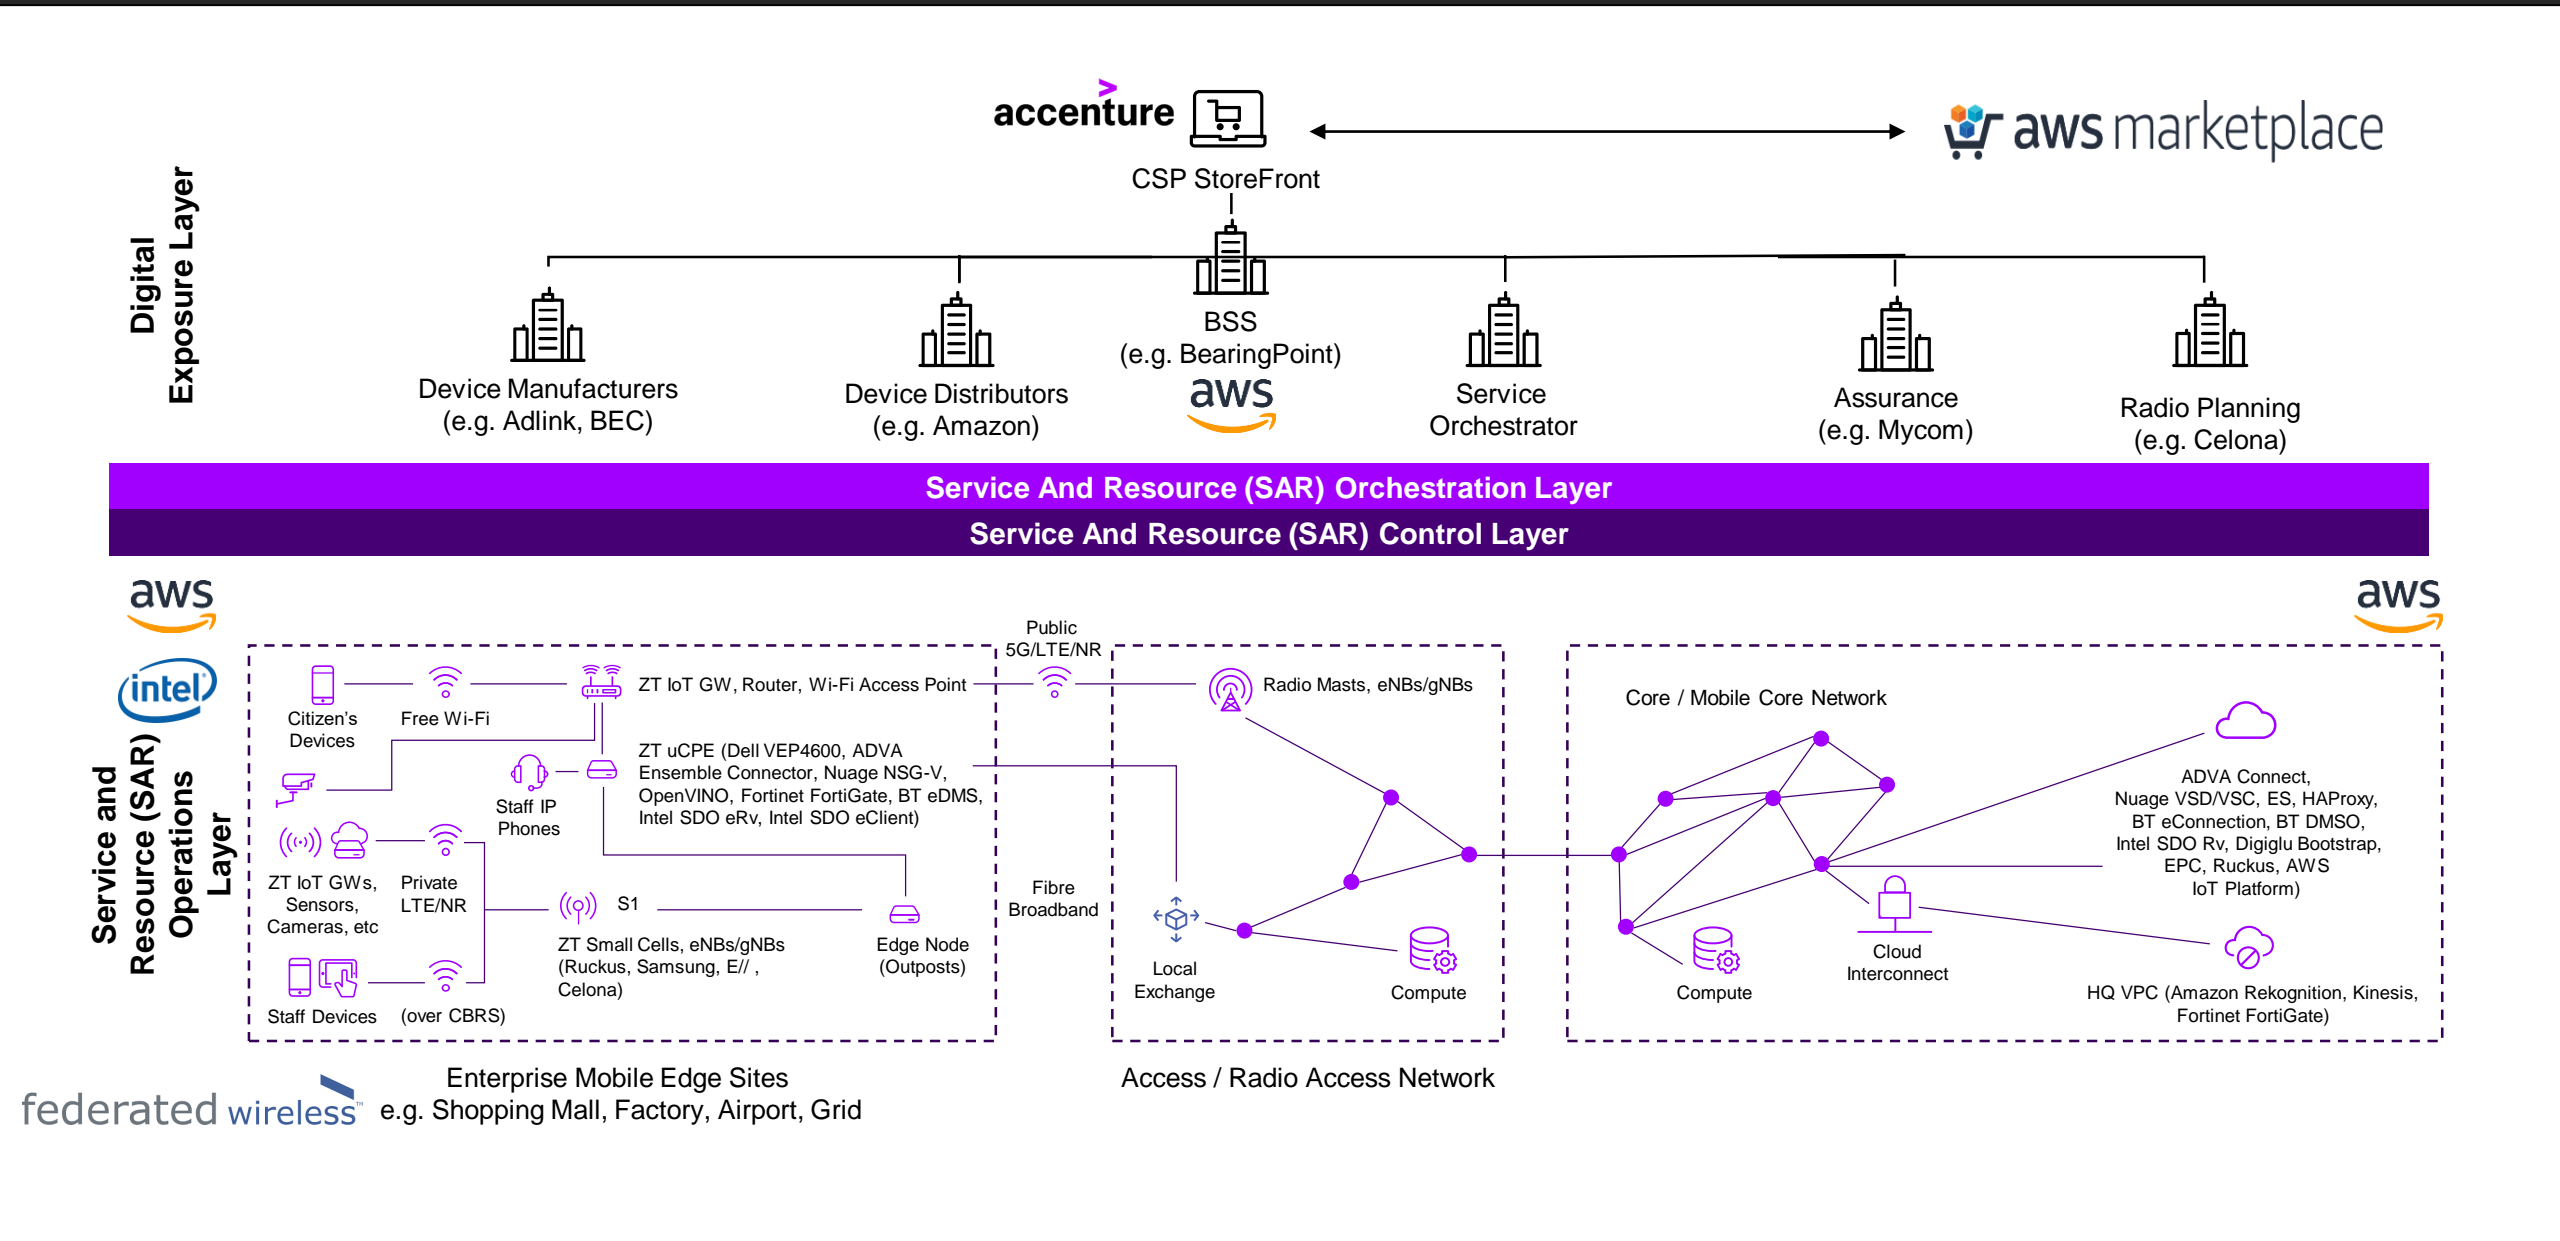 accenture
CSP StoreFront
aws marketplace
Digital
Exposure Layer
Device Manufacturers
(e.g. Adlink, BEC)
Device Distributors
(e.g. Amazon)
BSS
(e.g. BearingPoint)
aws
Service
Orchestrator
Assurance
(e.g. Mycom)
Radio Planning
(e.g. Celona)
Service And Resource (SAR) Orchestration Layer
Service And Resource (SAR) Control Layer
aws
aws
intel
Service and
Resource (SAR)
Operations
Layer
Citizen's
Devices
Free Wi-Fi
ZT IoT GW, Router, Wi-Fi Access Point
Staff IP
Phones
ZT uCPE (Dell VEP4600, ADVA
Ensemble Connector, Nuage NSG-V,
OpenVINO, Fortinet FortiGate, BT eDMS,
Intel SDO eRv, Intel SDO eClient)
ZT IoT GWs,
Sensors,
Cameras, etc
Private
LTE/NR
S1
ZT Small Cells, eNBs/gNBs
(Ruckus, Samsung, E// ,
Celona)
Edge Node
(Outposts)
Staff Devices
(over CBRS)
Public
5G/LTE/NR
Fibre
Broadband
Radio Masts, eNBs/gNBs
Local
Exchange
Compute
Core / Mobile Core Network
Compute
Cloud
Interconnect
ADVA Connect,
Nuage VSD/VSC, ES, HAProxy,
BT eConnection, BT DMSO,
Intel SDO Rv, Digiglu Bootstrap,
EPC, Ruckus, AWS
IoT Platform)
HQ VPC (Amazon Rekognition, Kinesis,
Fortinet FortiGate)
federated wireless™
Enterprise Mobile Edge Sites
e.g. Shopping Mall, Factory, Airport, Grid
Access / Radio Access Network